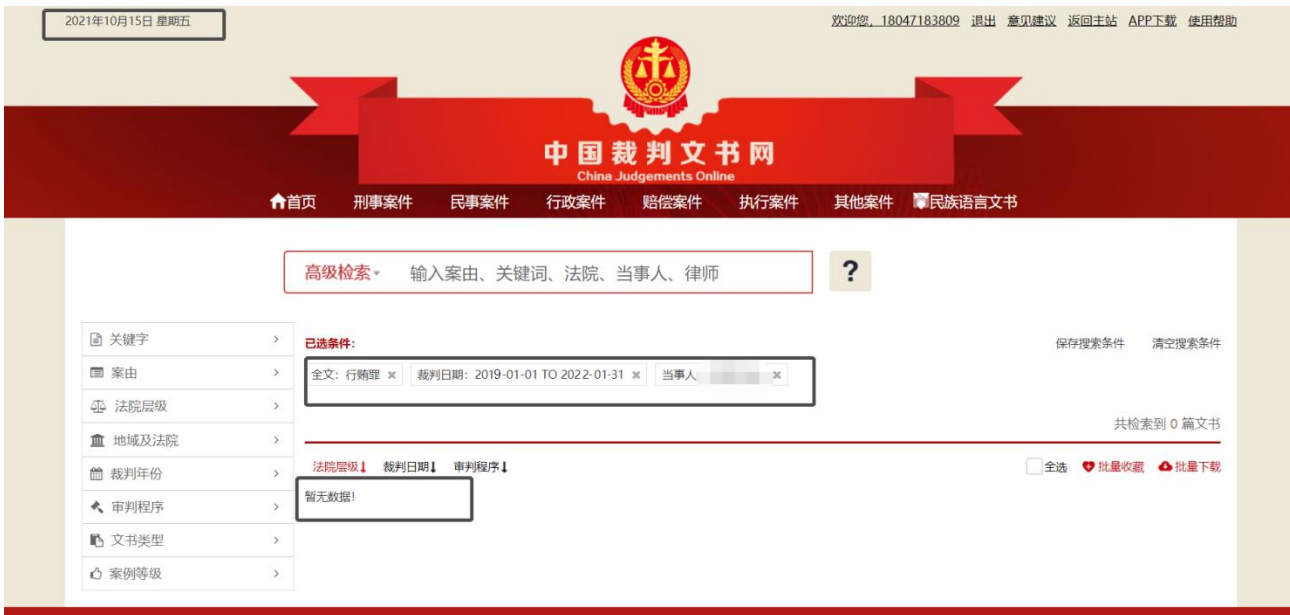 2021年10月15日 星期五
欢迎您，18047183809 退出 意见建议 返回主站 APP下载 使用帮助
中国裁判文书网
China Judgements Online
首页 刑事案件 民事案件 行政案件 赔偿案件 执行案件 其他案件 民族语言文书
高级检索 输入案由、关键词、法院、当事人、律师 ?
关键字
案由
法院层级
地域及法院
裁判年份
审判程序
文书类型
案例等级
已选条件: 保存搜索条件 清空搜索条件
全文: 行贿罪 × 裁判日期: 2019-01-01 TO 2022-01-31 × 当事人 ×
共检索到 0 篇文书
法院层级 裁判日期 审判程序 全选 批量收藏 批量下载
暂无数据!